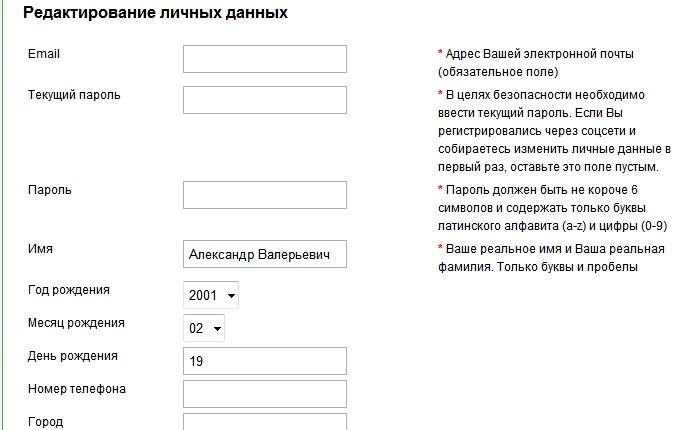 Редактирование личных данных
Email
* Адрес Вашей электронной почты
(обязательное поле)
Текущий пароль
* В целях безопасности необходимо
ввести текущий пароль. Если Вы
регистрировались через соцсети и
собираетесь изменить личные данные в
первый раз, оставьте это поле пустым.
Пароль
* Пароль должен быть не короче 6
символов и содержать только буквы
латинского алфавита (a-z) и цифры (0-9)
Имя
Александр Валерьевич
* Ваше реальное имя и Ваша реальная
фамилия. Только буквы и пробелы
Год рождения
2001
Месяц рождения
02
День рождения
19
Номер телефона
Город